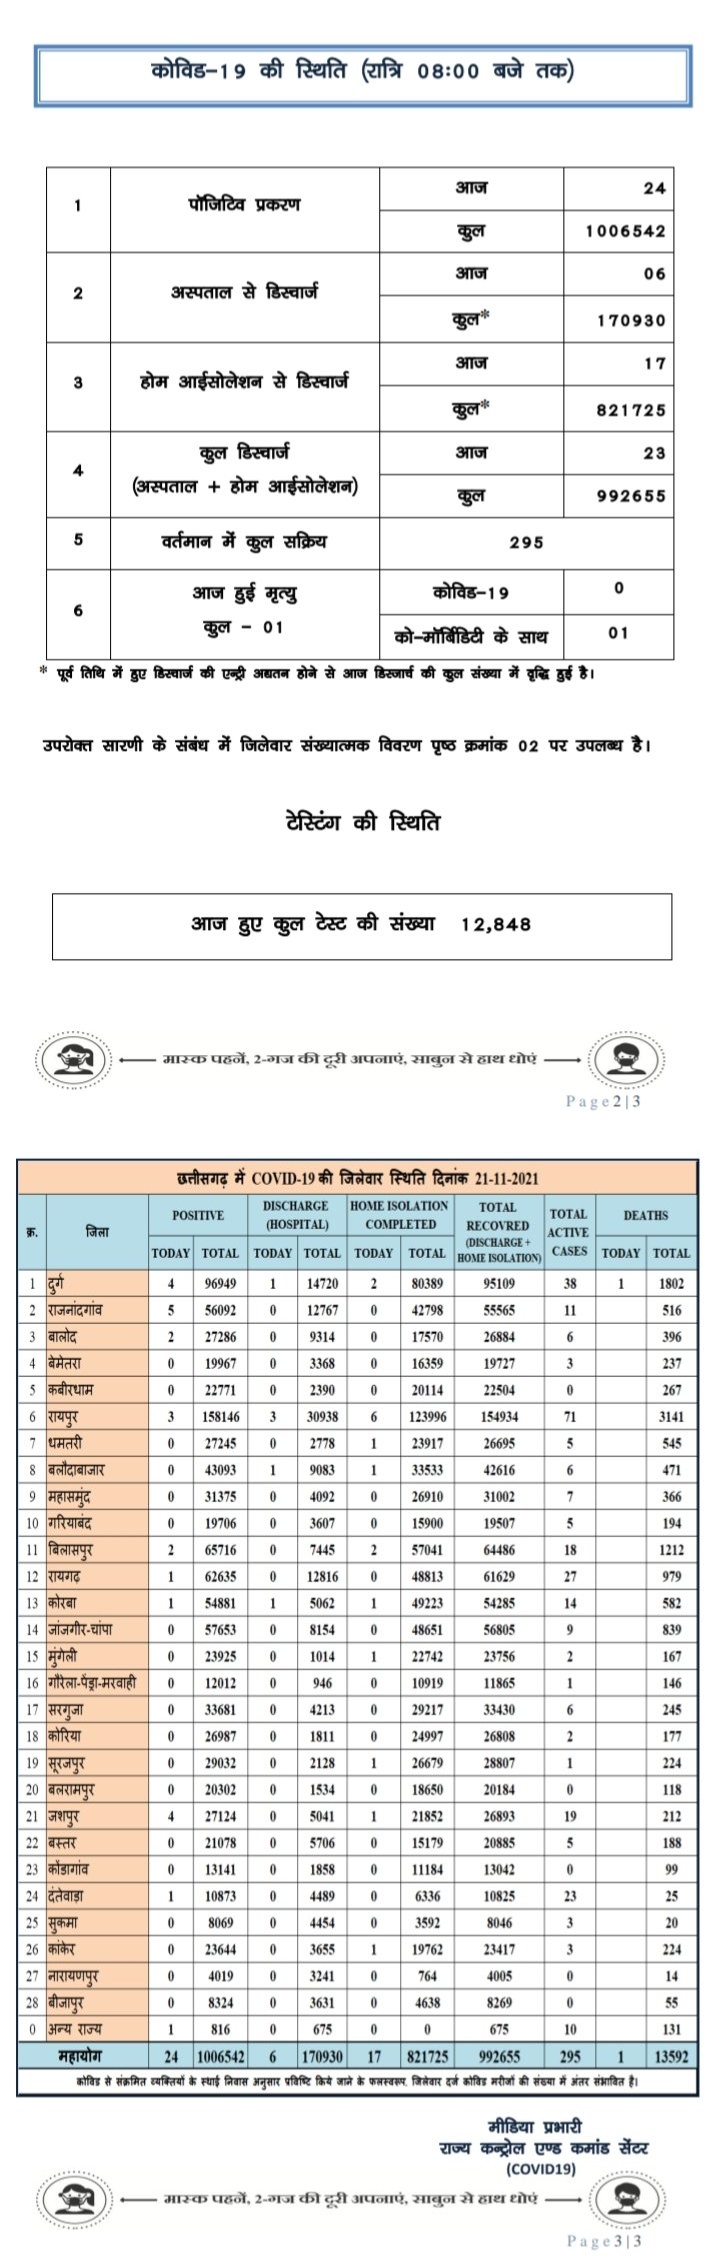 कोविड-19 की स्थिति (रात्रि 08:00 बजे तक)
1 पॉजिटिव प्रकरण आज 24
कुल 1006542
2 अस्पताल से डिस्चार्ज आज 06
कुल* 170930
3 होम आईसोलेशन से डिस्चार्ज आज 17
कुल* 821725
4 कुल डिस्चार्ज (अस्पताल + होम आईसोलेशन) आज 23
कुल 992655
5 वर्तमान में कुल सक्रिय 295
6 आज हुई मृत्यु कोविड-19 0
कुल - 01 को-मॉर्बिडिटी के साथ 01
* पूर्व तिथि में हुए डिस्चार्ज की एन्ट्री अद्यतन होने से आज डिस्जार्च की कुल संख्या में वृद्धि हुई है।
उपरोक्त सारणी के संबंध में जिलेवार संख्यात्मक विवरण पृष्ठ क्रमांक 02 पर उपलब्ध है।
टेस्टिंग की स्थिति
आज हुए कुल टेस्ट की संख्या 12,848
मास्क पहनें, 2-गज की दूरी अपनाएं, साबुन से हाथ धोएं
Page2|3
छत्तीसगढ़ में COVID-19 की जिलेवार स्थिति दिनांक 21-11-2021
क्र. जिला POSITIVE DISCHARGE (HOSPITAL) HOME ISOLATION COMPLETED TOTAL RECOVRED (DISCHARGE + HOME ISOLATION) TOTAL ACTIVE CASES DEATHS
TODAY TOTAL TODAY TOTAL TODAY TOTAL TODAY TOTAL
1 दुर्ग 4 96949 1 14720 2 80389 95109 38 1 1802
2 राजनांदगांव 5 56092 0 12767 0 42798 55565 11 516
3 बालोद 2 27286 0 9314 0 17570 26884 6 396
4 बेमेतरा 0 19967 0 3368 0 16359 19727 3 237
5 कबीरधाम 0 22771 0 2390 0 20114 22504 0 267
6 रायपुर 3 158146 3 30938 6 123996 154934 71 3141
7 धमतरी 0 27245 0 2778 1 23917 26695 5 545
8 बलौदाबाजार 0 43093 1 9083 1 33533 42616 6 471
9 महासमुंद 0 31375 0 4092 0 26910 31002 7 366
10 गरियाबंद 0 19706 0 3607 0 15900 19507 5 194
11 बिलासपुर 2 65716 0 7445 2 57041 64486 18 1212
12 रायगढ़ 1 62635 0 12816 0 48813 61629 27 979
13 कोरबा 1 54881 1 5062 1 49223 54285 14 582
14 जांजगीर-चांपा 0 57653 0 8154 0 48651 56805 9 839
15 मुंगेली 0 23925 0 1014 1 22742 23756 2 167
16 गौरेला-पेंड्रा-मरवाही 0 12012 0 946 0 10919 11865 1 146
17 सरगुजा 0 33681 0 4213 0 29217 33430 6 245
18 कोरिया 0 26987 0 1811 0 24997 26808 2 177
19 सूरजपुर 0 29032 0 2128 1 26679 28807 1 224
20 बलरामपुर 0 20302 0 1534 0 18650 20184 0 118
21 जशपुर 4 27124 0 5041 1 21852 26893 19 212
22 बस्तर 0 21078 0 5706 0 15179 20885 5 188
23 कोंडागांव 0 13141 0 1858 0 11184 13042 0 99
24 दंतेवाड़ा 1 10873 0 4489 0 6336 10825 23 25
25 सुकमा 0 8069 0 4454 0 3592 8046 3 20
26 कांकेर 0 23644 0 3655 1 19762 23417 3 224
27 नारायणपुर 0 4019 0 3241 0 764 4005 0 14
28 बीजापुर 0 8324 0 3631 0 4638 8269 0 55
0 अन्य राज्य 1 816 0 675 0 0 675 10 131
महायोग 24 1006542 6 170930 17 821725 992655 295 1 13592
कोविड से संक्रमित व्यक्तियों के स्थाई निवास अनुसार प्रविष्टि किये जाने के फलस्वरूप, जिलेवार दर्ज कोविड मरीजों की संख्या में अंतर संभावित है।
मीडिया प्रभारी
राज्य कन्ट्रोल एण्ड कमांड सेंटर
(COVID19)
मास्क पहनें, 2-गज की दूरी अपनाएं, साबुन से हाथ धोएं
Page3|3